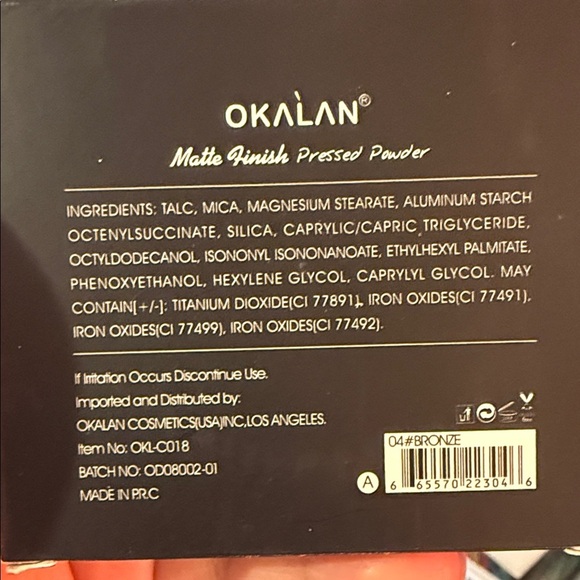 OKALAN®
Matte Finish Pressed Powder
INGREDIENTS: TALC, MICA, MAGNESIUM STEARATE, ALUMINUM STARCH
OCTENYLSUCCINATE, SILICA, CAPRYLIC/CAPRIC TRIGLYCERIDE,
OCTYLDODECANOL, ISONONYL ISONONANOATE, ETHYLHEXYL PALMITATE,
PHENOXYETHANOL, HEXYLENE GLYCOL, CAPRYLYL GLYCOL. MAY
CONTAIN[+/-]: TITANIUM DIOXIDE(CI 77891), IRON OXIDES(CI 77491),
IRON OXIDES(CI 77499), IRON OXIDES(CI 77492).
If Irritation Occurs Discontinue Use.
Imported and Distributed by:
OKALAN COSMETICS(USA)INC,LOS ANGELES.
Item No: OKL-C018
BATCH NO: OD08002-01
MADE IN P.R.C
04#BRONZE
A
6 65570 22304 6